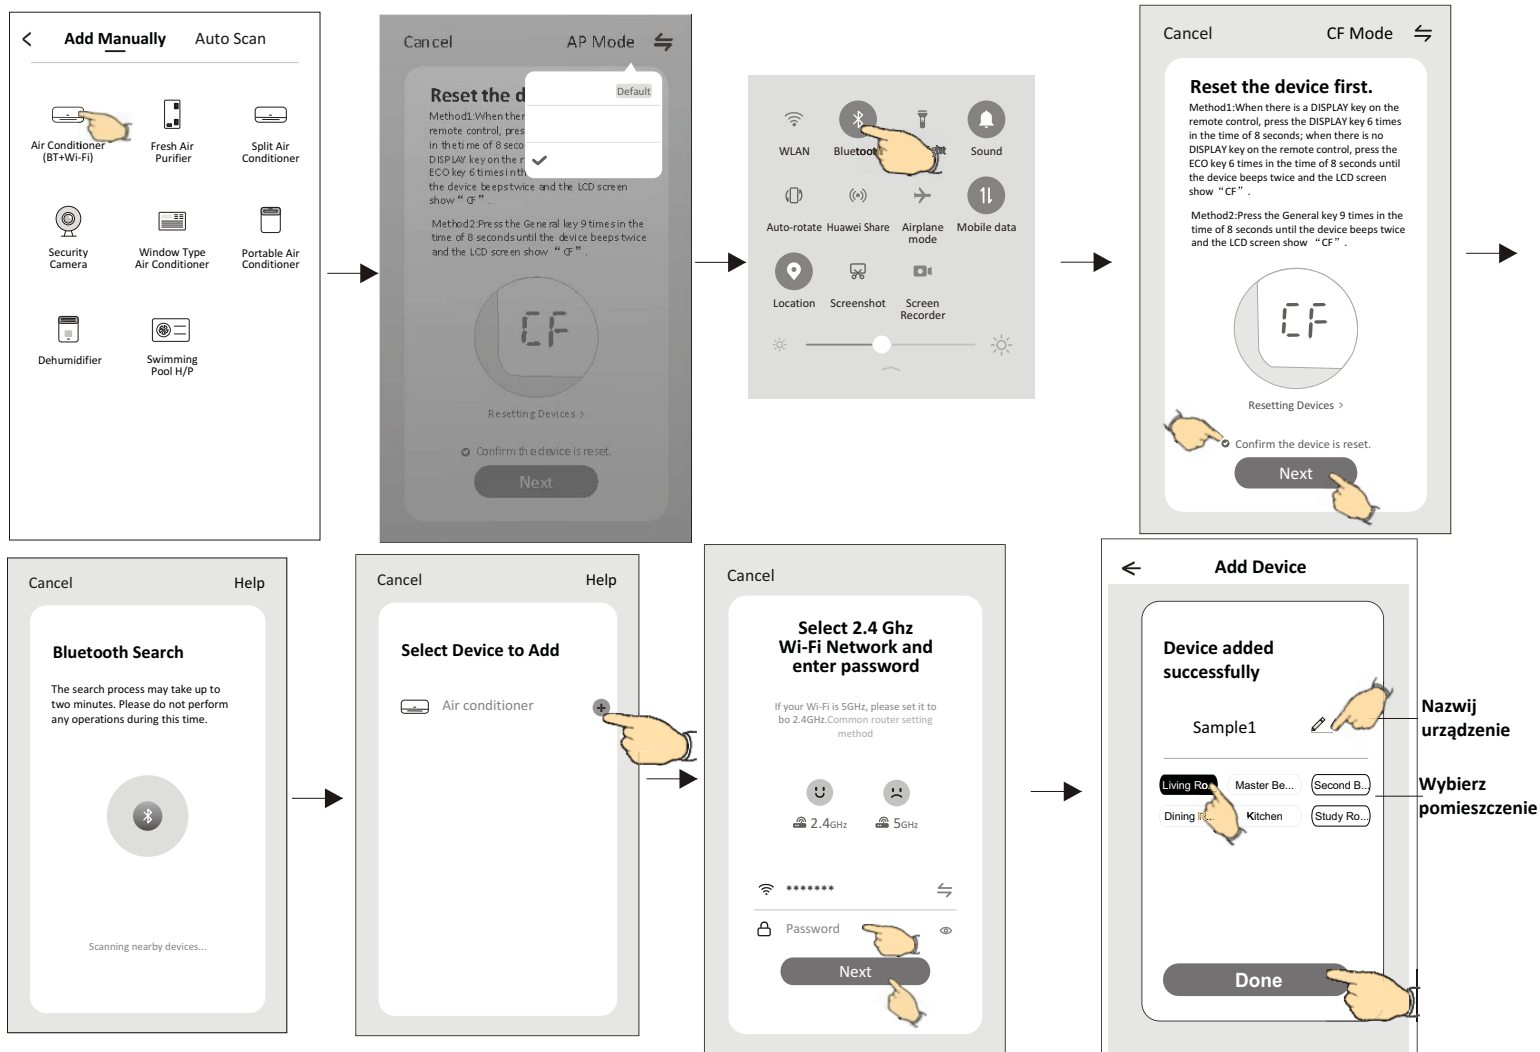 Add Manually Auto Scan
Air Conditioner
(BT+Wi-Fi)
Fresh Air
Purifier
Split Air
Conditioner
Security
Camera
Window Type
Air Conditioner
Portable Air
Conditioner
Dehumidifier
Swimming
Pool H/P
Cancel AP Mode
Default
Reset the d
Method1:When ther
remote control, pres
in the time of 8 seco
DISPLAY key on the r
ECO key 6 times in th
the device beeps twice and the LCD screen
show “CF”.
Method2:Press the General key 9 times in the
time of 8 seconds until the device beeps twice
and the LCD screen show “CF”.
CF
Resetting Devices >
Confirm the device is reset.
Next
WLAN
Bluetooth
Sound
Auto-rotate
Huawei Share
Airplane
mode
Mobile data
Location
Screenshot
Screen
Recorder
Cancel CF Mode
Reset the device first.
Method1:When there is a DISPLAY key on the
remote control, press the DISPLAY key 6 times
in the time of 8 seconds; when there is no
DISPLAY key on the remote control, press the
ECO key 6 times in the time of 8 seconds until
the device beeps twice and the LCD screen
show “CF”.
Method2:Press the General key 9 times in the
time of 8 seconds until the device beeps twice
and the LCD screen show “CF”.
CF
Resetting Devices >
Confirm the device is reset.
Next
Cancel Help
Bluetooth Search
The search process may take up to
two minutes. Please do not perform
any operations during this time.
Scanning nearby devices...
Cancel Help
Select Device to Add
Air conditioner
Cancel
Select 2.4 Ghz
Wi-Fi Network and
enter password
If your Wi-Fi is 5GHz, please set it to
bo 2.4GHz.Common router setting
method
2.4GHz 5GHz
*******
Password
Next
Add Device
Device added
successfully
Sample1
Nazwij
urządzenie
Living Ro... Master Be... Second B...
Dining R... Kitchen Study Ro...
Wybierz
pomieszczenie
Done